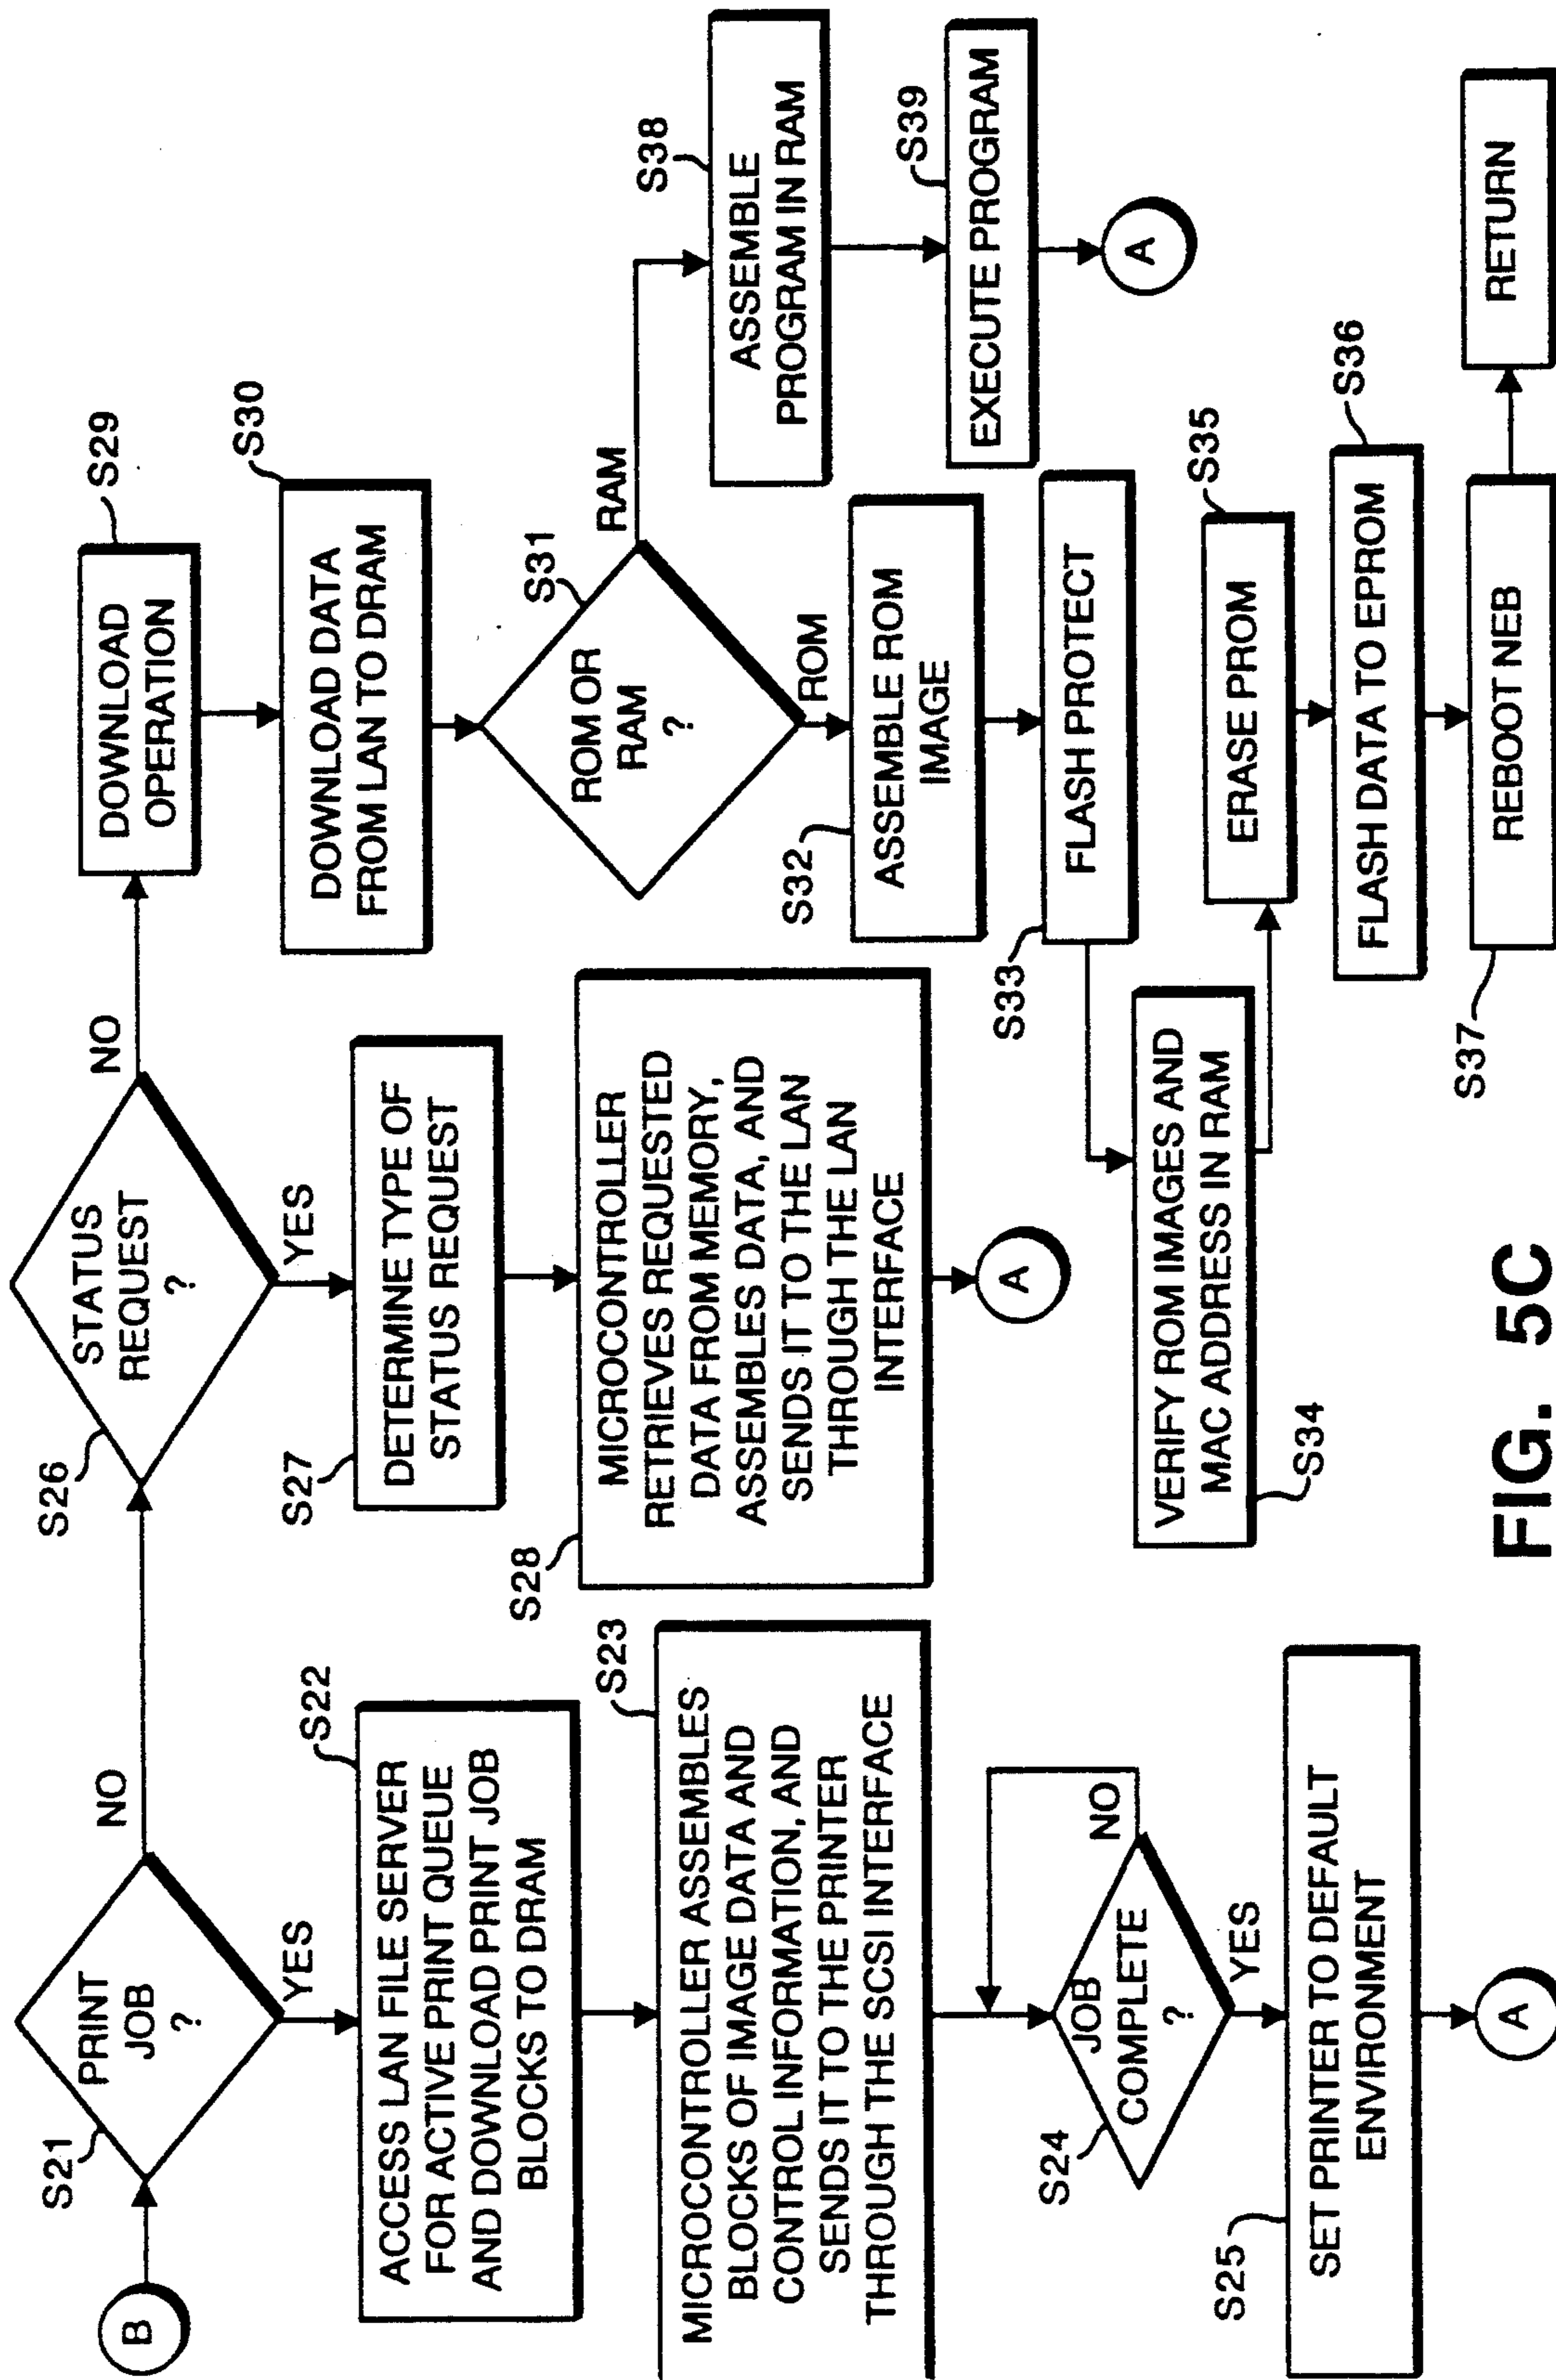 B
S21
PRINT
JOB
?
NO
YES
S22
ACCESS LAN FILE SERVER
FOR ACTIVE PRINT QUEUE
AND DOWNLOAD PRINT JOB
BLOCKS TO DRAM
S23
MICROCONTROLLER ASSEMBLES
BLOCKS OF IMAGE DATA AND
CONTROL INFORMATION, AND
SENDS IT TO THE PRINTER
THROUGH THE SCSI INTERFACE
S24
JOB
COMPLETE
?
NO
YES
S25
SET PRINTER TO DEFAULT
ENVIRONMENT
A
S26
STATUS
REQUEST
?
NO
YES
S27
DETERMINE TYPE OF
STATUS REQUEST
S28
MICROCONTROLLER
RETRIEVES REQUESTED
DATA FROM MEMORY,
ASSEMBLES DATA, AND
SENDS IT TO THE LAN
THROUGH THE LAN
INTERFACE
A
S29
DOWNLOAD
OPERATION
S30
DOWNLOAD DATA
FROM LAN TO DRAM
S31
ROM OR
RAM
?
RAM
ROM
S32
ASSEMBLE ROM
IMAGE
S33
FLASH PROTECT
VERIFY ROM IMAGES AND
MAC ADDRESS IN RAM
S34
S35
ERASE PROM
S36
FLASH DATA TO EPROM
S37
REBOOT NEB
RETURN
S38
ASSEMBLE
PROGRAM IN RAM
S39
EXECUTE PROGRAM
A
FIG. 5C